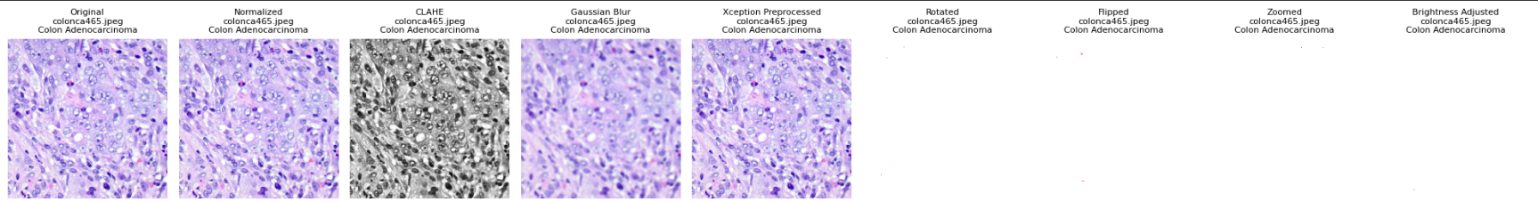 Original
colonca465.jpeg
Colon Adenocarcinoma
Normalized
colonca465.jpeg
Colon Adenocarcinoma
CLAHE
colonca465.jpeg
Colon Adenocarcinoma
Gaussian Blur
colonca465.jpeg
Colon Adenocarcinoma
Xception Preprocessed
colonca465.jpeg
Colon Adenocarcinoma
Rotated
colonca465.jpeg
Colon Adenocarcinoma
Flipped
colonca465.jpeg
Colon Adenocarcinoma
Zoomed
colonca465.jpeg
Colon Adenocarcinoma
Brightness Adjusted
colonca465.jpeg
Colon Adenocarcinoma